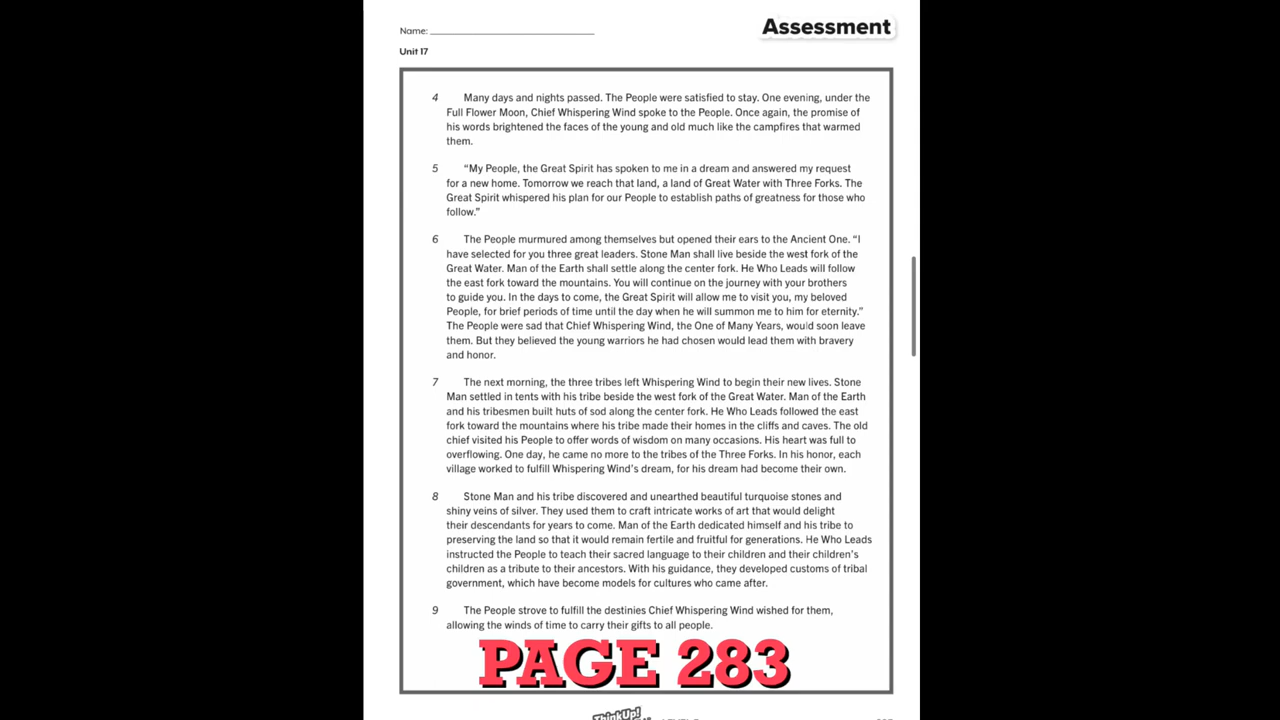 Assessment
Name:
Unit 17
4 Many days and nights passed. The People were satisfied to stay. One evening, under the
Full Flower Moon, Chief Whispering Wind spoke to the People. Once again, the promise of
his words brightened the faces of the young and old much like the campfires that warmed
them.
5 “My People, the Great Spirit has spoken to me in a dream and answered my request
for a new home. Tomorrow we reach that land, a land of Great Water with Three Forks. The
Great Spirit whispered his plan for our People to establish paths of greatness for those who
follow.”
6 The People murmured among themselves but opened their ears to the Ancient One. “I
have selected for you three great leaders. Stone Man shall live beside the west fork of the
Great Water. Man of the Earth shall settle along the center fork. He Who Leads will follow
the east fork toward the mountains. You will continue on the journey with your brothers
to guide you. In the days to come, the Great Spirit will allow me to visit you, my beloved
People, for brief periods of time until the day when he will summon me to him for eternity.”
The People were sad that Chief Whispering Wind, the One of Many Years, would soon leave
them. But they believed the young warriors he had chosen would lead them with bravery
and honor.
7 The next morning, the three tribes left Whispering Wind to begin their new lives. Stone
Man settled in tents with his tribe beside the west fork of the Great Water. Man of the Earth
and his tribesmen built huts of sod along the center fork. He Who Leads followed the east
fork toward the mountains where his tribe made their homes in the cliffs and caves. The old
chief visited his People to offer words of wisdom on many occasions. His heart was full to
overflowing. One day, he came no more to the tribes of the Three Forks. In his honor, each
village worked to fulfill Whispering Wind’s dream, for his dream had become their own.
8 Stone Man and his tribe discovered and unearthed beautiful turquoise stones and
shiny veins of silver. They used them to craft intricate works of art that would delight
their descendants for years to come. Man of the Earth dedicated himself and his tribe to
preserving the land so that it would remain fertile and fruitful for generations. He Who Leads
instructed the People to teach their sacred language to their children and their children’s
children as a tribute to their ancestors. With his guidance, they developed customs of tribal
government, which have become models for cultures who came after.
9 The People strove to fulfill the destinies Chief Whispering Wind wished for them,
allowing the winds of time to carry their gifts to all people.
PAGE 283
ThinkUp!